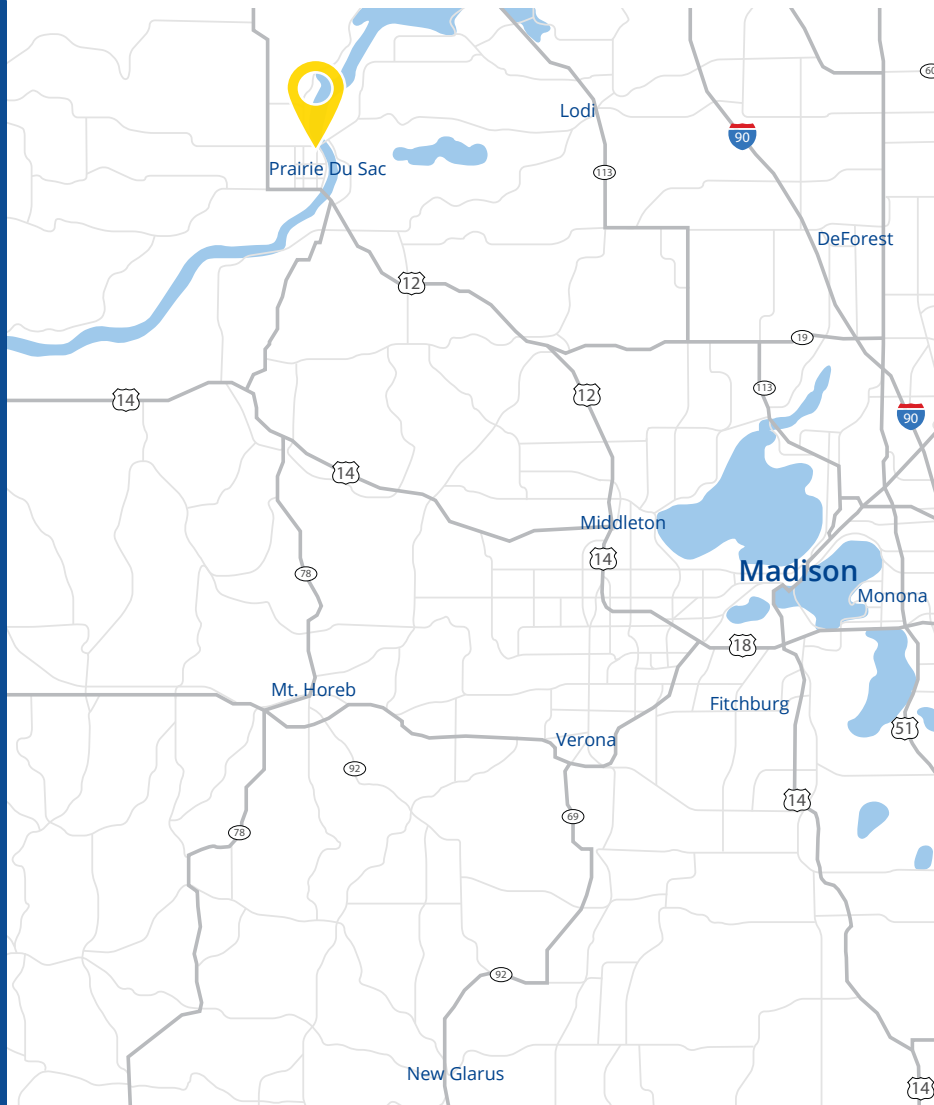 60
Lodi
90
113
Prairie Du Sac
DeForest
12
19
113
12
14
90
14
Middleton
14
Madison
78
Monona
18
Mt. Horeb
Fitchburg
51
Verona
92
14
69
78
92
New Glarus
14